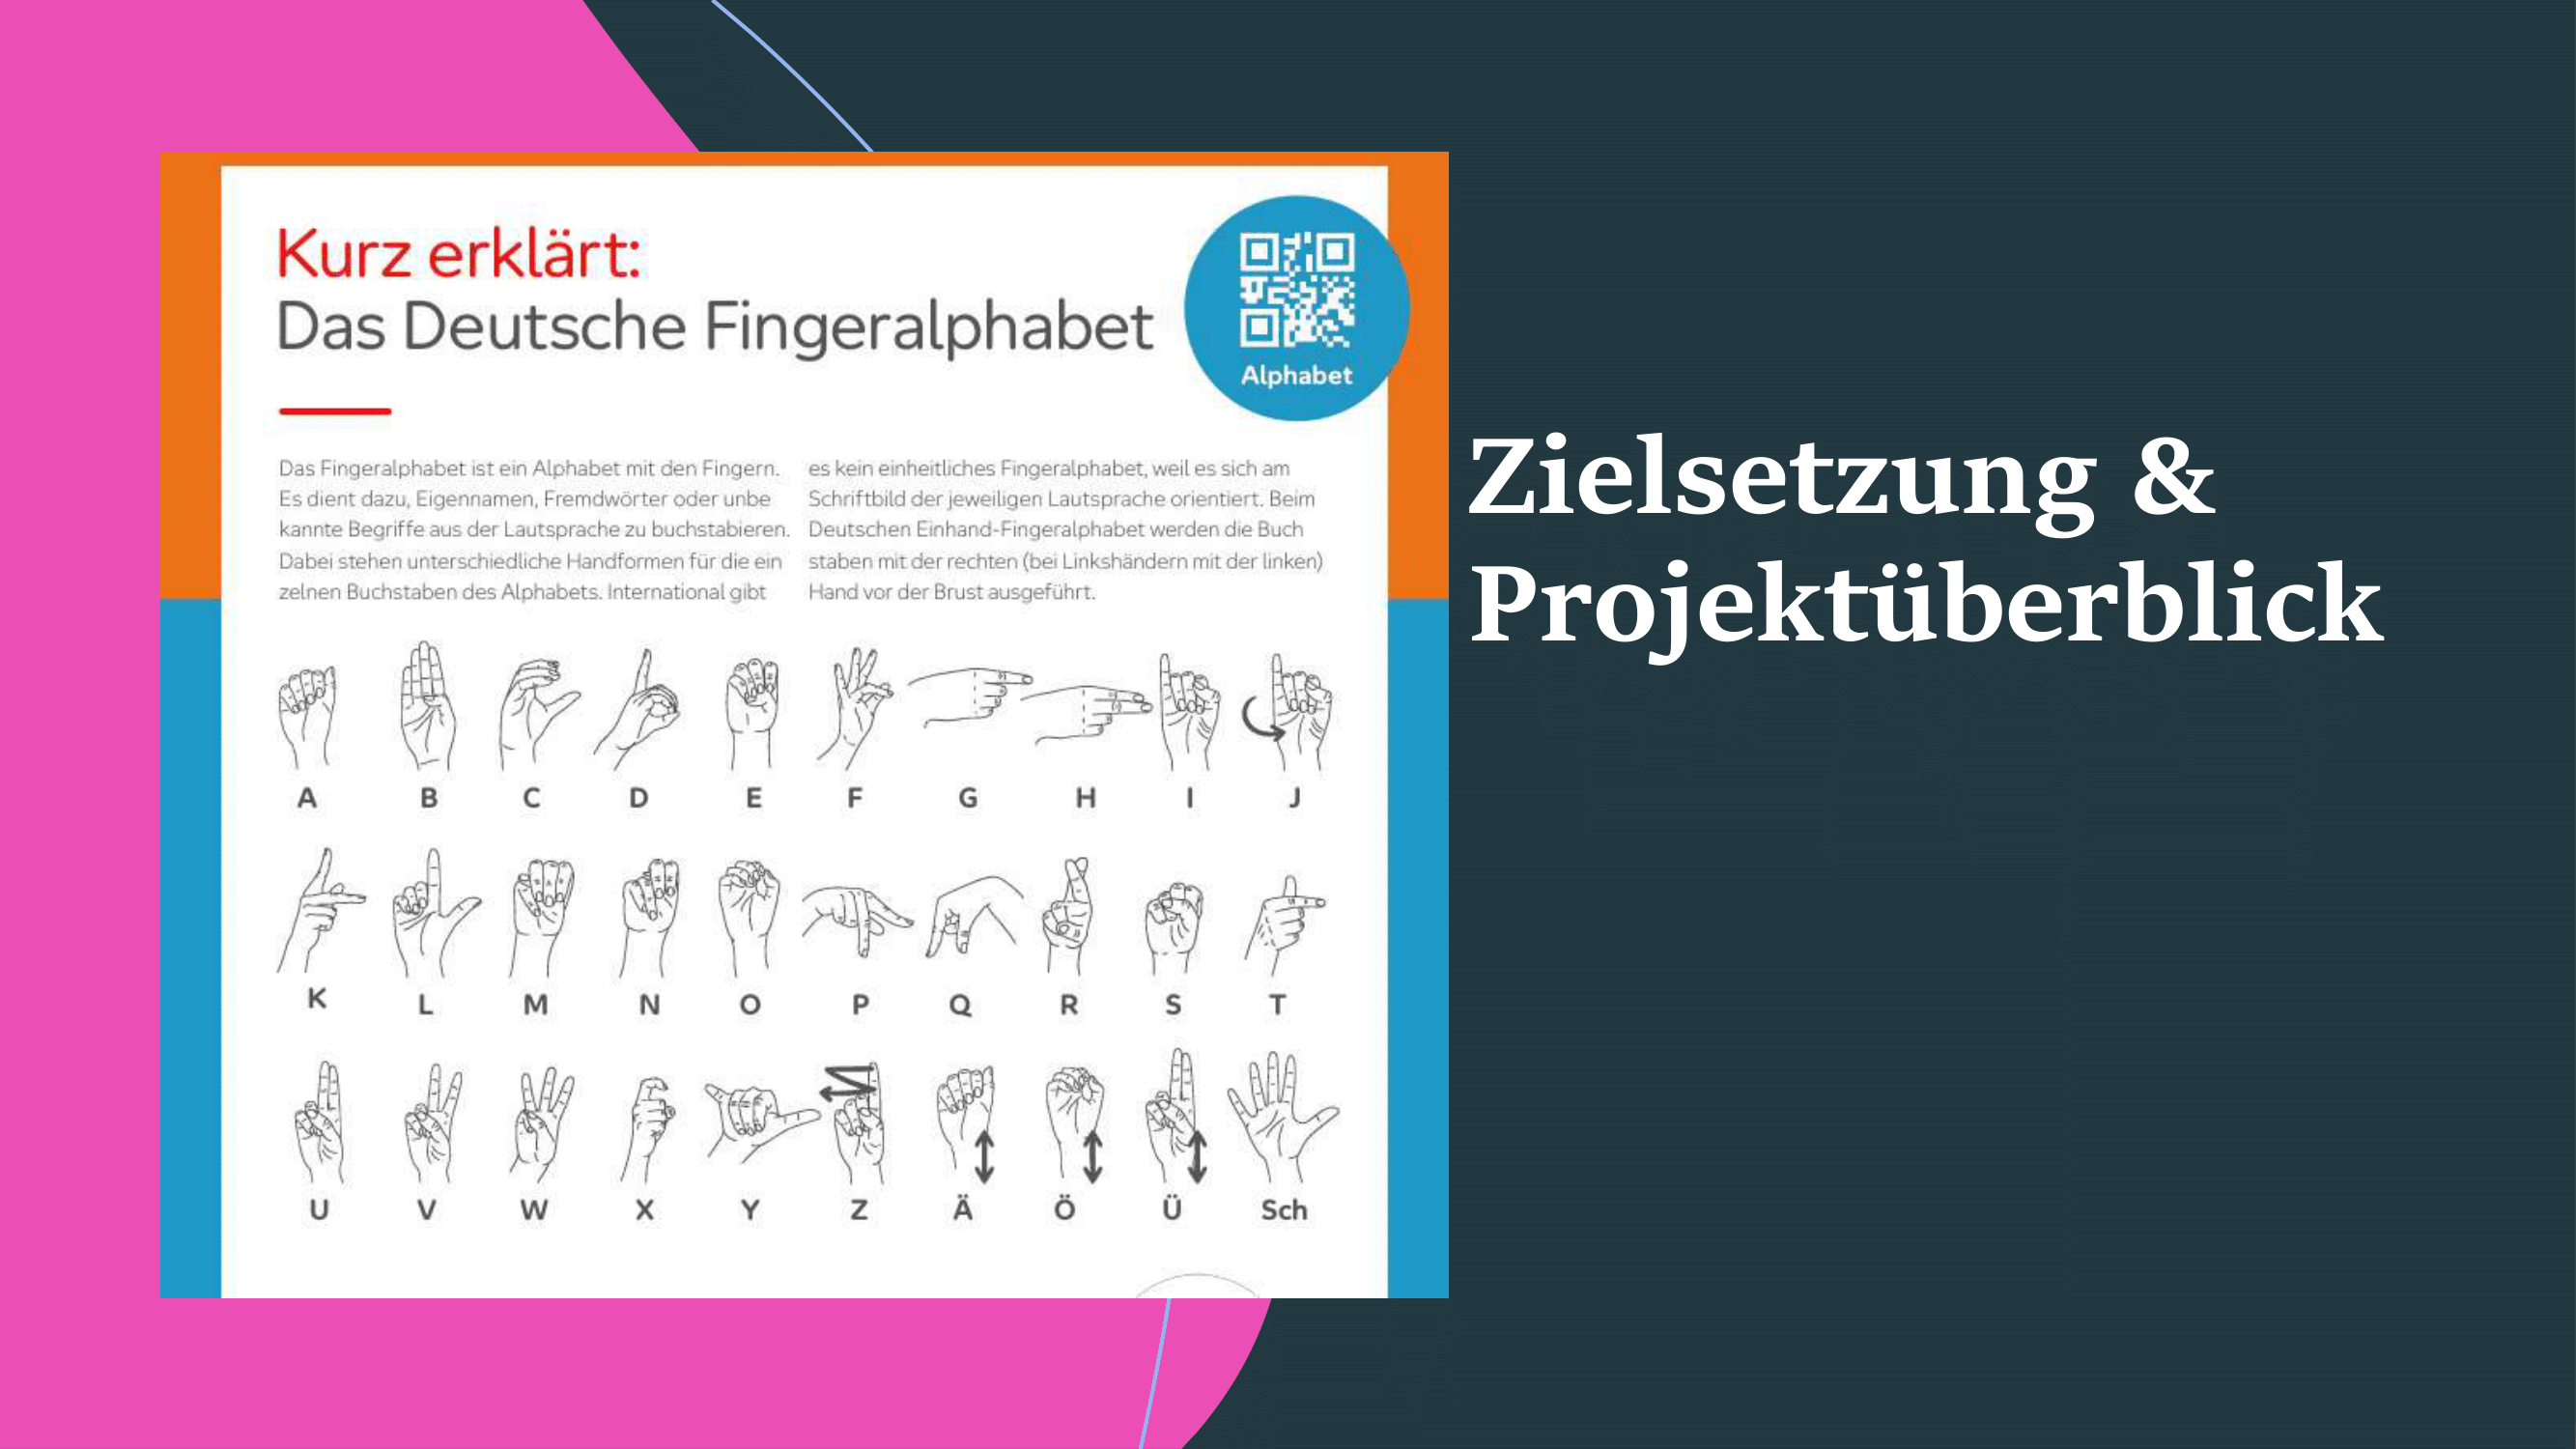 Kurz erklärt:
Das Deutsche Fingeralphabet
Alphabet
Das Fingeralphabet ist ein Alphabet mit den Fingern.
Es dient dazu, Eigennamen, Fremdwörter oder unbe
kannte Begriffe aus der Lautsprache zu buchstabieren.
Dabei stehen unterschiedliche Handformen für die ein
zelnen Buchstaben des Alphabets. International gibt
es kein einheitliches Fingeralphabet, weil es sich am
Schriftbild der jeweiligen Lautsprache orientiert. Beim
Deutschen Einhand-Fingeralphabet werden die Buch
staben mit der rechten (bei Linkshändern mit der linken)
Hand vor der Brust ausgeführt.
A B C D E F G H I J
K L M N O P Q R S T
U V W X Y Z Ä Ö Ü Sch
Zielsetzung &
Projektüberblick